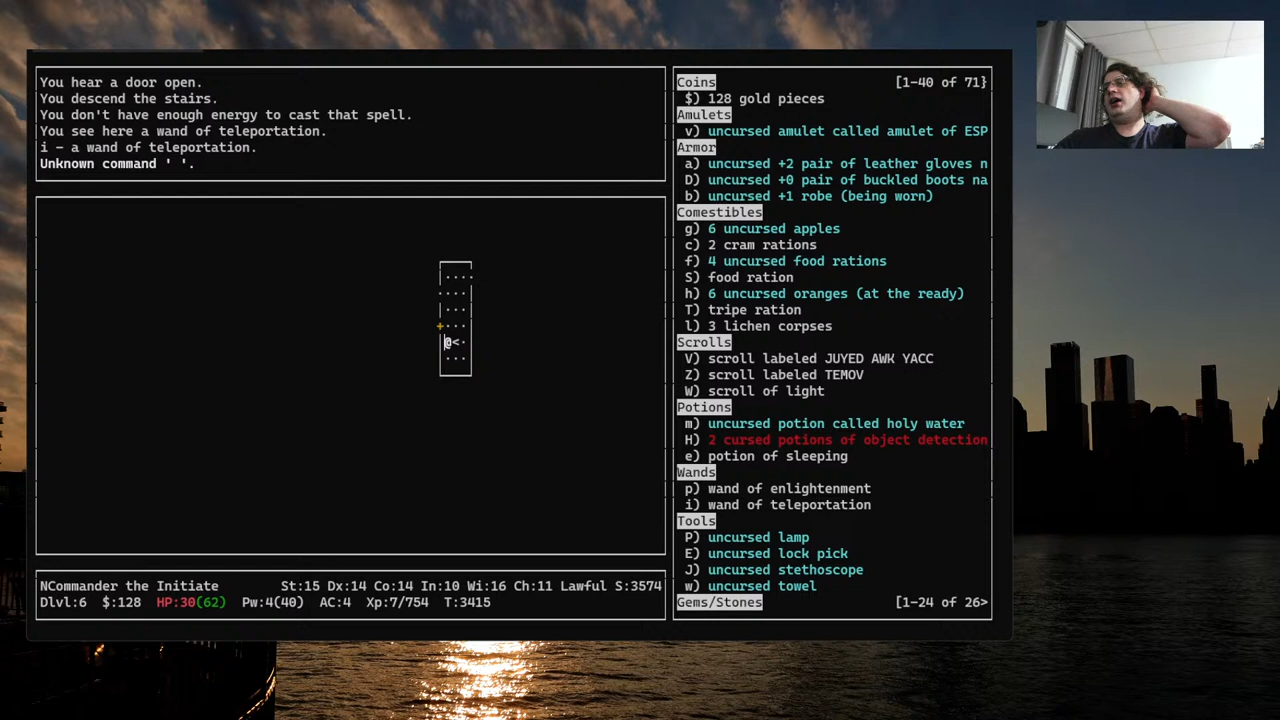 You hear a door open.
You descend the stairs.
You don't have enough energy to cast that spell.
You see here a wand of teleportation.
i - a wand of teleportation.
Unknown command ' '.
Coins [1-40 of 71}
$) 128 gold pieces
Amulets
v) uncursed amulet called amulet of ESP
Armor
a) uncursed +2 pair of leather gloves n
D) uncursed +0 pair of buckled boots na
b) uncursed +1 robe (being worn)
Comestibles
g) 6 uncursed apples
c) 2 cram rations
f) 4 uncursed food rations
S) food ration
h) 6 uncursed oranges (at the ready)
T) tripe ration
l) 3 lichen corpses
Scrolls
V) scroll labeled JUYED AWK YACC
Z) scroll labeled TEMOV
W) scroll of light
Potions
m) uncursed potion called holy water
H) 2 cursed potions of object detection
e) potion of sleeping
Wands
p) wand of enlightenment
i) wand of teleportation
Tools
P) uncursed lamp
E) uncursed lock pick
J) uncursed stethoscope
w) uncursed towel
Gems/Stones [1-24 of 26>
....
....
...
+...
@<.
...
NCommander the Initiate St:15 Dx:14 Co:14 In:10 Wi:16 Ch:11 Lawful S:3574
Dlvl:6 $:128 HP:30(62) Pw:4(40) AC:4 Xp:7/754 T:3415